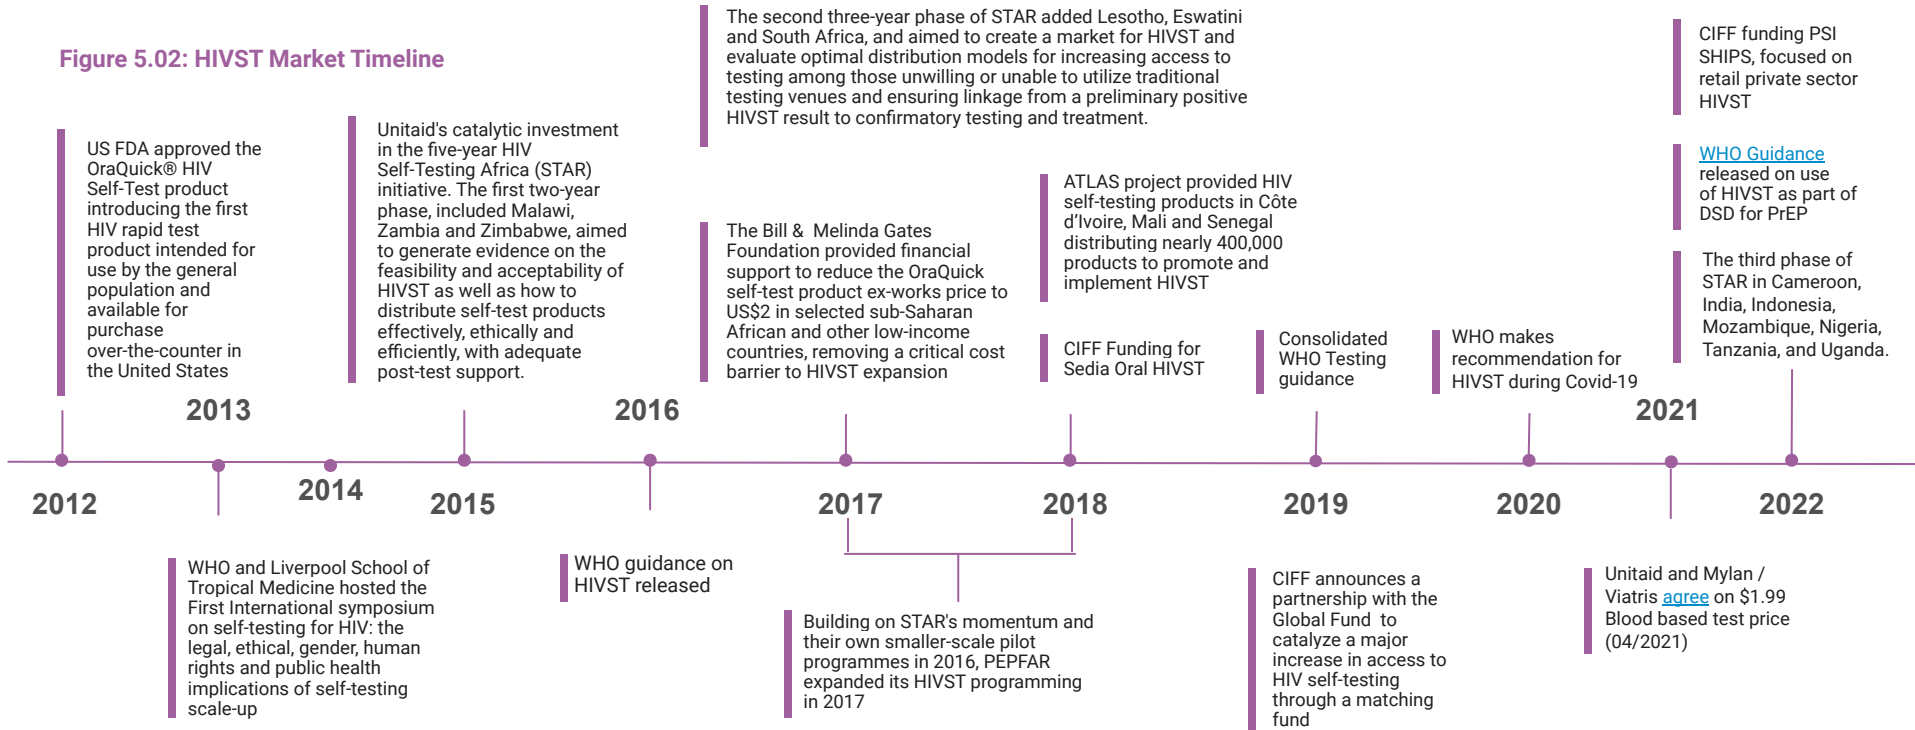 Figure 5.02: HIVST Market Timeline
US FDA approved the
OraQuick® HIV
Self-Test product
introducing the first
HIV rapid test
product intended for
use by the general
population and
available for
purchase
over-the-counter in
the United States
Unitaid's catalytic investment
in the five-year HIV
Self-Testing Africa (STAR)
initiative. The first two-year
phase, included Malawi,
Zambia and Zimbabwe, aimed
to generate evidence on the
feasibility and acceptability of
HIVST as well as how to
distribute self-test products
effectively, ethically and
efficiently, with adequate
post-test support.
The second three-year phase of STAR added Lesotho, Eswatini
and South Africa, and aimed to create a market for HIVST and
evaluate optimal distribution models for increasing access to
testing among those unwilling or unable to utilize traditional
testing venues and ensuring linkage from a preliminary positive
HIVST result to confirmatory testing and treatment.
The Bill & Melinda Gates
Foundation provided financial
support to reduce the OraQuick
self-test product ex-works price to
US$2 in selected sub-Saharan
African and other low-income
countries, removing a critical cost
barrier to HIVST expansion
ATLAS project provided HIV
self-testing products in Côte
d'Ivoire, Mali and Senegal
distributing nearly 400,000
products to promote and
implement HIVST
CIFF Funding for
Sedia Oral HIVST
Consolidated
WHO Testing
guidance
WHO makes
recommendation for
HIVST during Covid-19
CIFF funding PSI
SHIPS, focused on
retail private sector
HIVST
WHO Guidance
released on use
of HIVST as part of
DSD for PrEP
The third phase of
STAR in Cameroon,
India, Indonesia,
Mozambique, Nigeria,
Tanzania, and Uganda.
2013
2016
2021
2012
2014
2015
2017
2018
2019
2020
2022
WHO and Liverpool School of
Tropical Medicine hosted the
First International symposium
on self-testing for HIV: the
legal, ethical, gender, human
rights and public health
implications of self-testing
scale-up
WHO guidance on
HIVST released
Building on STAR's momentum and
their own smaller-scale pilot
programmes in 2016, PEPFAR
expanded its HIVST programming
in 2017
CIFF announces a
partnership with the
Global Fund to
catalyze a major
increase in access to
HIV self-testing
through a matching
fund
Unitaid and Mylan /
Viatris agree on $1.99
Blood based test price
(04/2021)